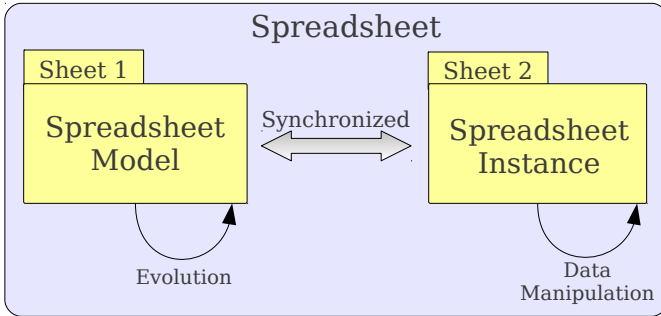 Spreadsheet
Sheet 1
Spreadsheet
Model
Synchronized
Sheet 2
Spreadsheet
Instance
Evolution
Data
Manipulation